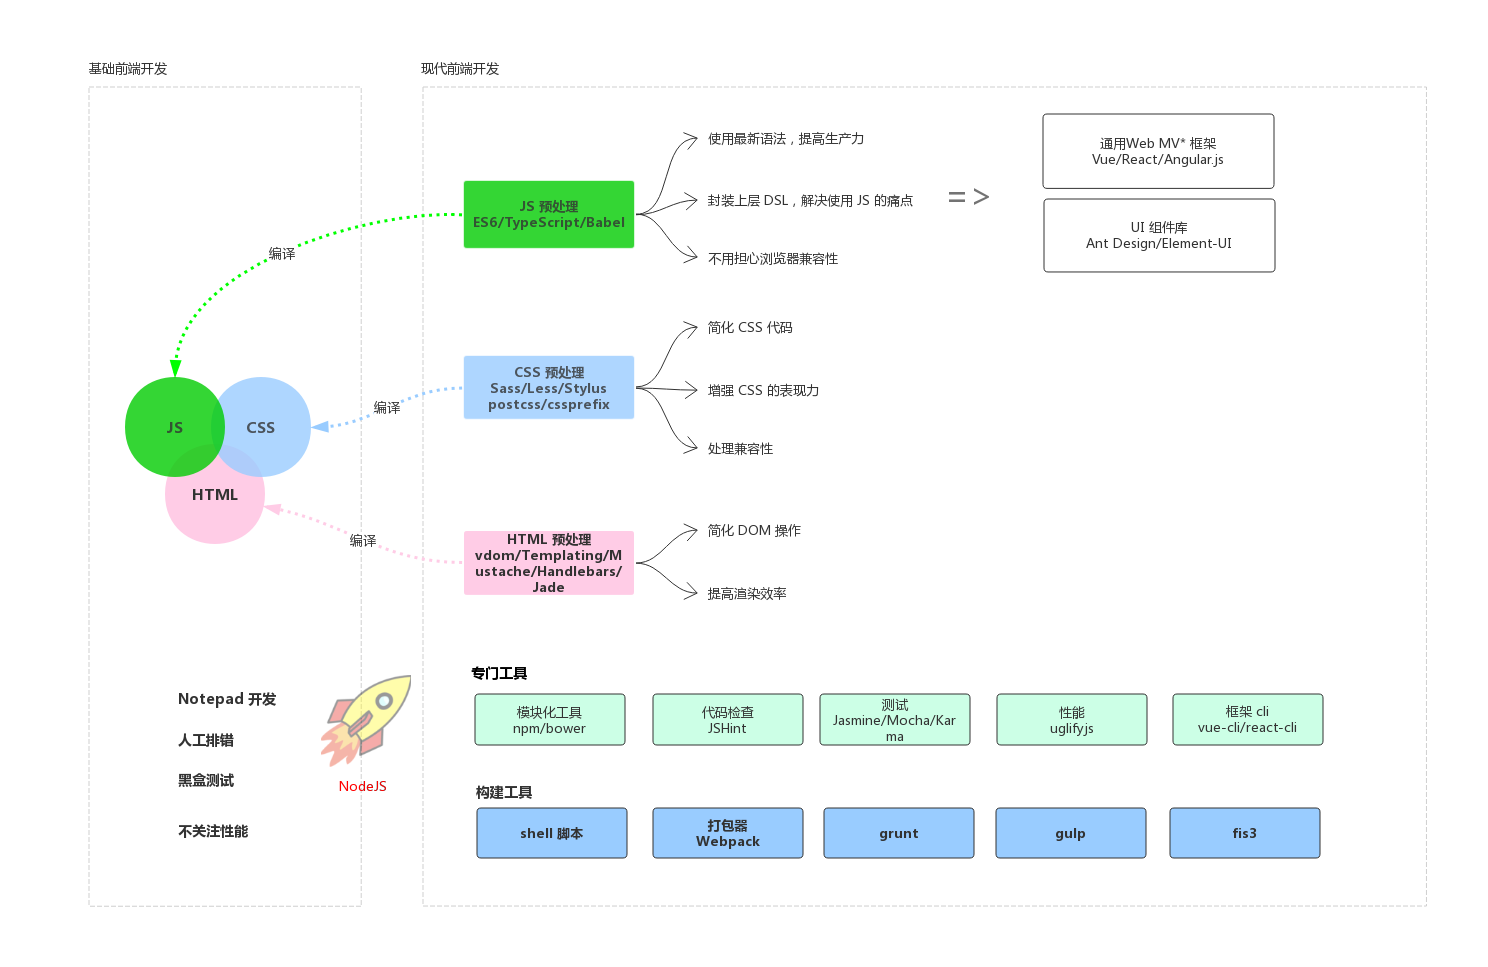 基础前端开发
现代前端开发
使用最新语法，提高生产力
通用Web MV* 框架
Vue/React/Angular.js
JS 预处理
ES6/TypeScript/Babel
封装上层 DSL，解决使用 JS 的痛点
=>
UI 组件库
Ant Design/Element-UI
编译
不用担心浏览器兼容性
简化 CSS 代码
CSS 预处理
Sass/Less/Stylus
postcss/cssprefix
增强 CSS 的表现力
编译
处理兼容性
JS
CSS
HTML
简化 DOM 操作
编译
HTML 预处理
vdom/Templating/M
ustache/Handlebars/
Jade
提高渲染效率
专门工具
Notepad 开发
人工排错
黑盒测试
不关注性能
NodeJS
模块化工具
npm/bower
代码检查
JSHint
测试
Jasmine/Mocha/Kar
ma
性能
uglifyjs
框架 cli
vue-cli/react-cli
构建工具
shell 脚本
打包器
Webpack
grunt
gulp
fis3